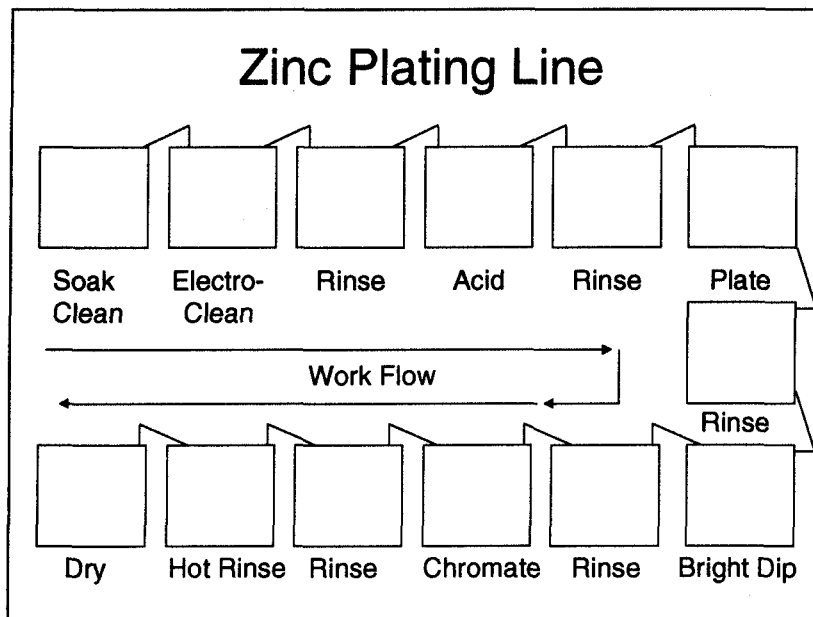 Zinc Plating Line
Soak Clean
Electro-Clean
Rinse
Acid
Rinse
Plate
Work Flow
Rinse
Dry
Hot Rinse
Rinse
Chromate
Rinse
Bright Dip